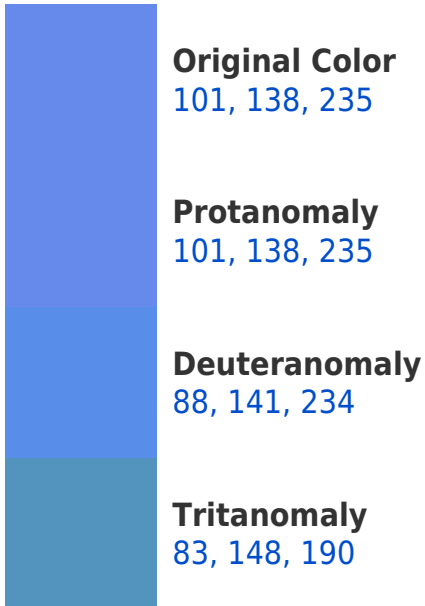 Original Color
101, 138, 235
Protanomaly
101, 138, 235
Deuteranomaly
88, 141, 234
Tritanomaly
83, 148, 190